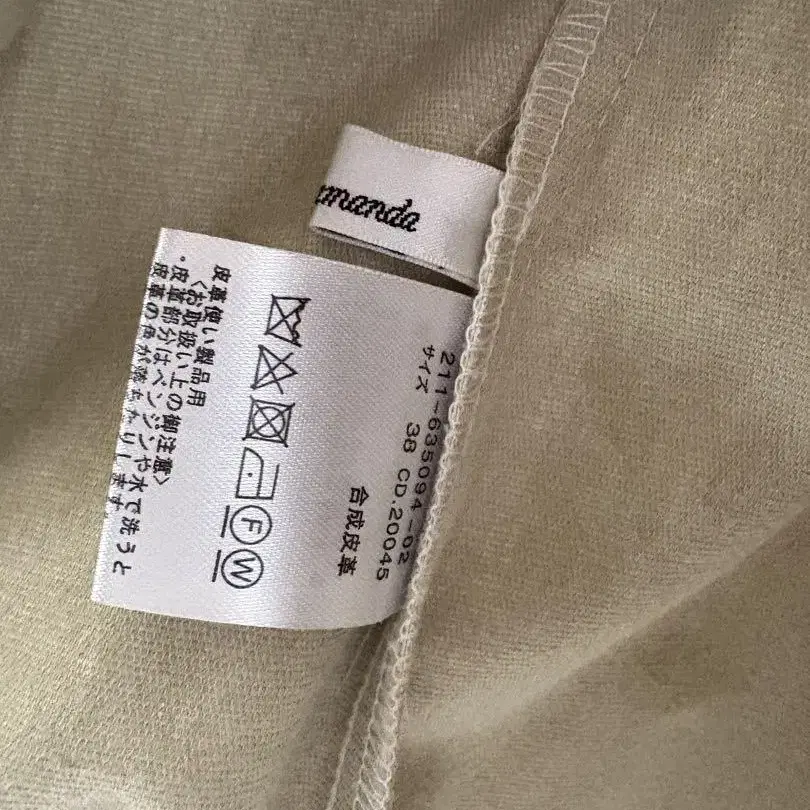 amanda
211-635094-02
サイズ 38 CD.20045
合成皮革
F
W
皮革使い製品用
〈お取扱い上の御注意〉
・皮革部分はベンジンや水で洗うと
皮革の色が落ちたりします。